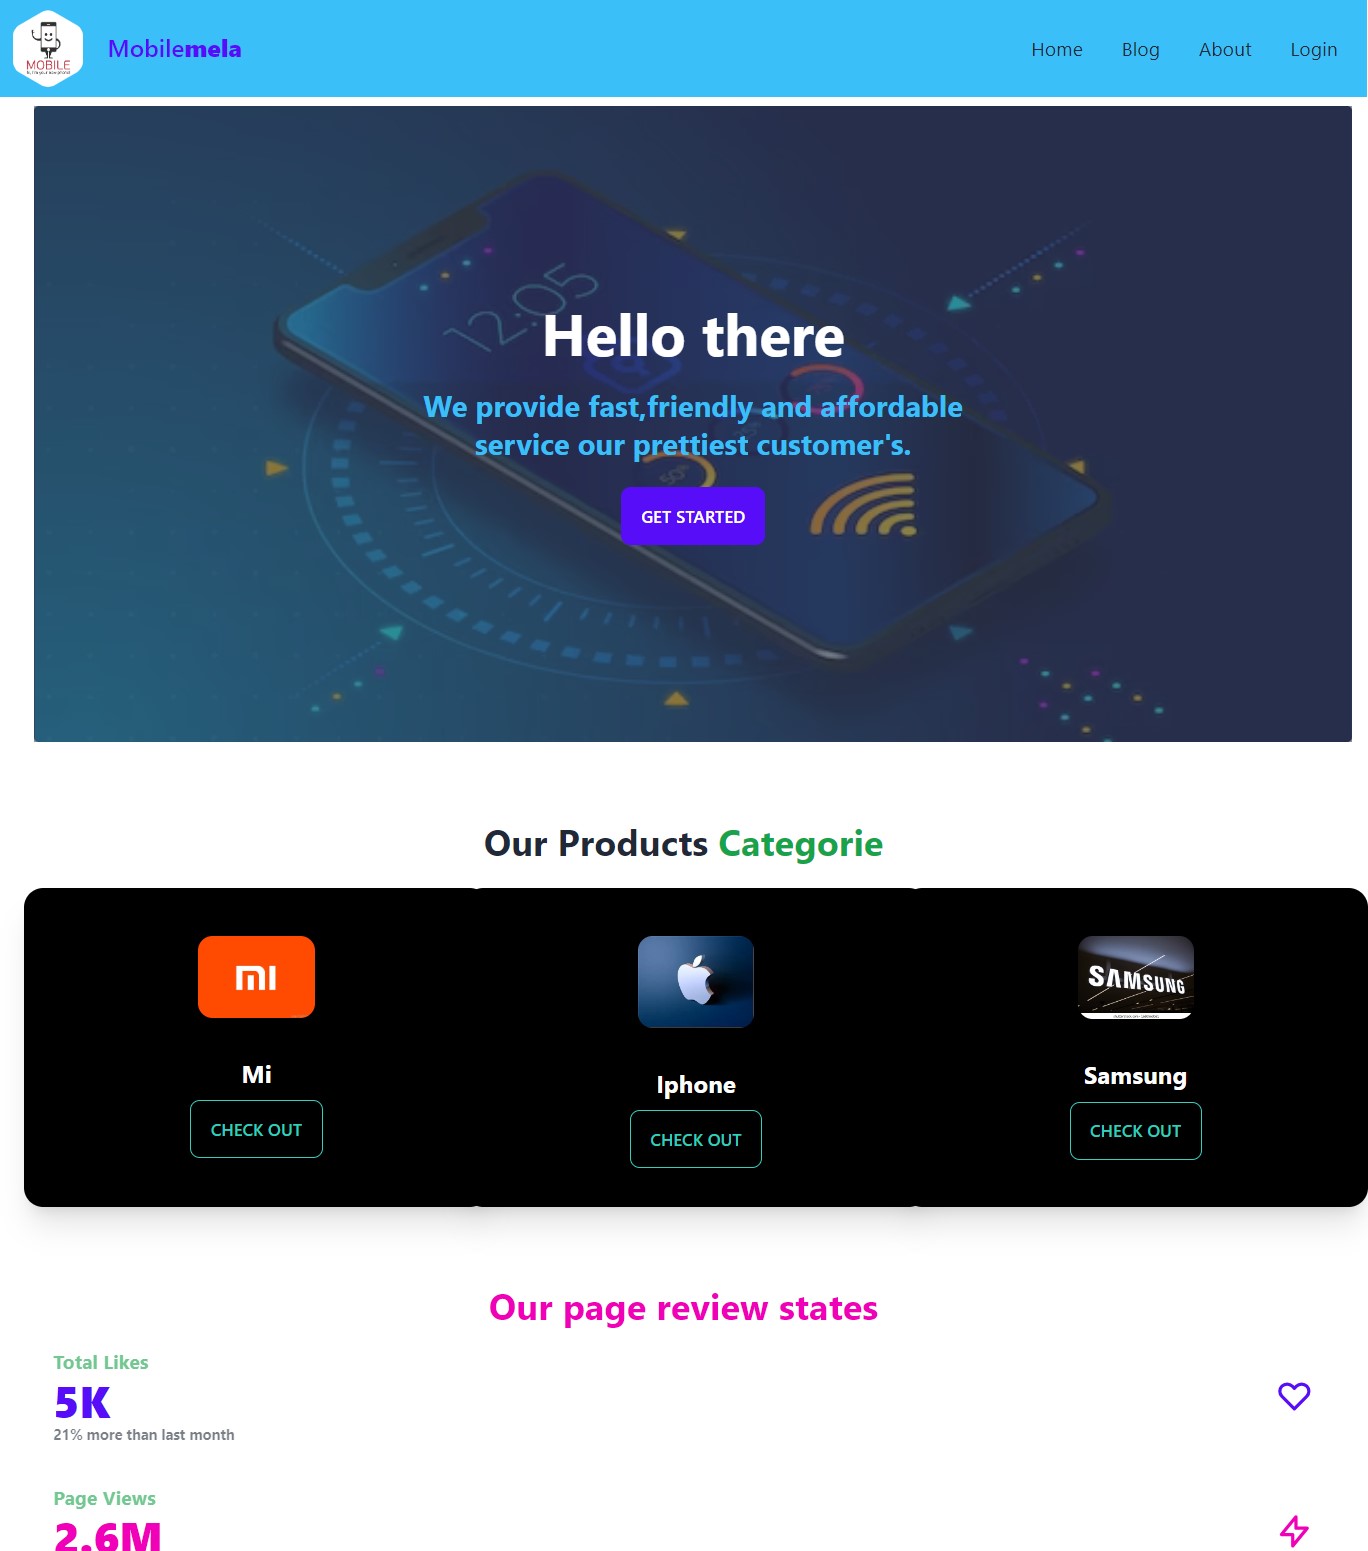 MOBILE
Mobilemela
Home
Blog
About
Login
12:05
Hello there
We provide fast,friendly and affordable
service our prettiest customer's.
50%
GET STARTED
Our Products Categorie
mi
SAMSUNG
Mi
Iphone
Samsung
CHECK OUT
CHECK OUT
CHECK OUT
Our page review states
Total Likes
5K
21% more than last month
Page Views
2.6M